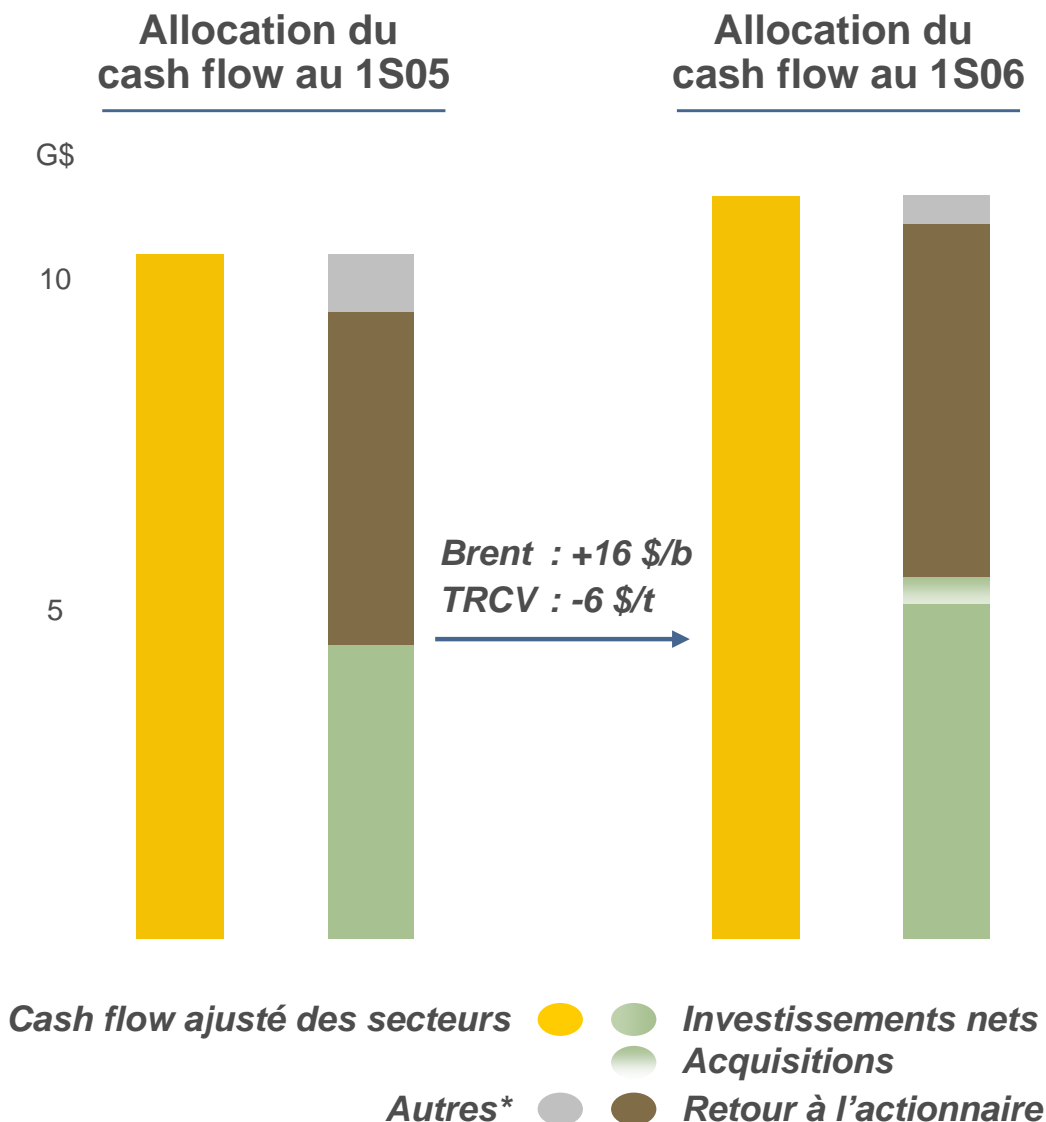 Allocation du
cash flow au 1S05
Allocation du
cash flow au 1S06
G$
10
5
Brent : +16 $/b
TRCV : -6 $/t
Cash flow ajusté des secteurs
Investissements nets
Acquisitions
Autres*
Retour à l'actionnaire